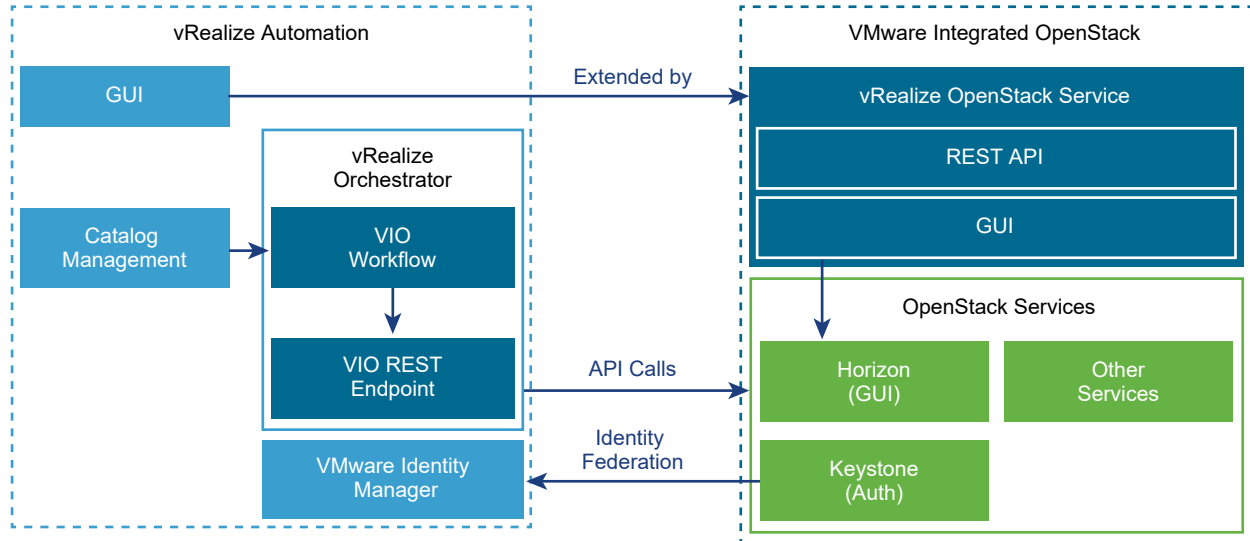 vRealize Automation
GUI
vRealize
Orchestrator
Catalog
Management
VIO
Workflow
VIO REST
Endpoint
VMware Identity
Manager
Extended by
API Calls
Identity
Federation
VMware Integrated OpenStack
vRealize OpenStack Service
REST API
GUI
OpenStack Services
Horizon
(GUI)
Other
Services
Keystone
(Auth)